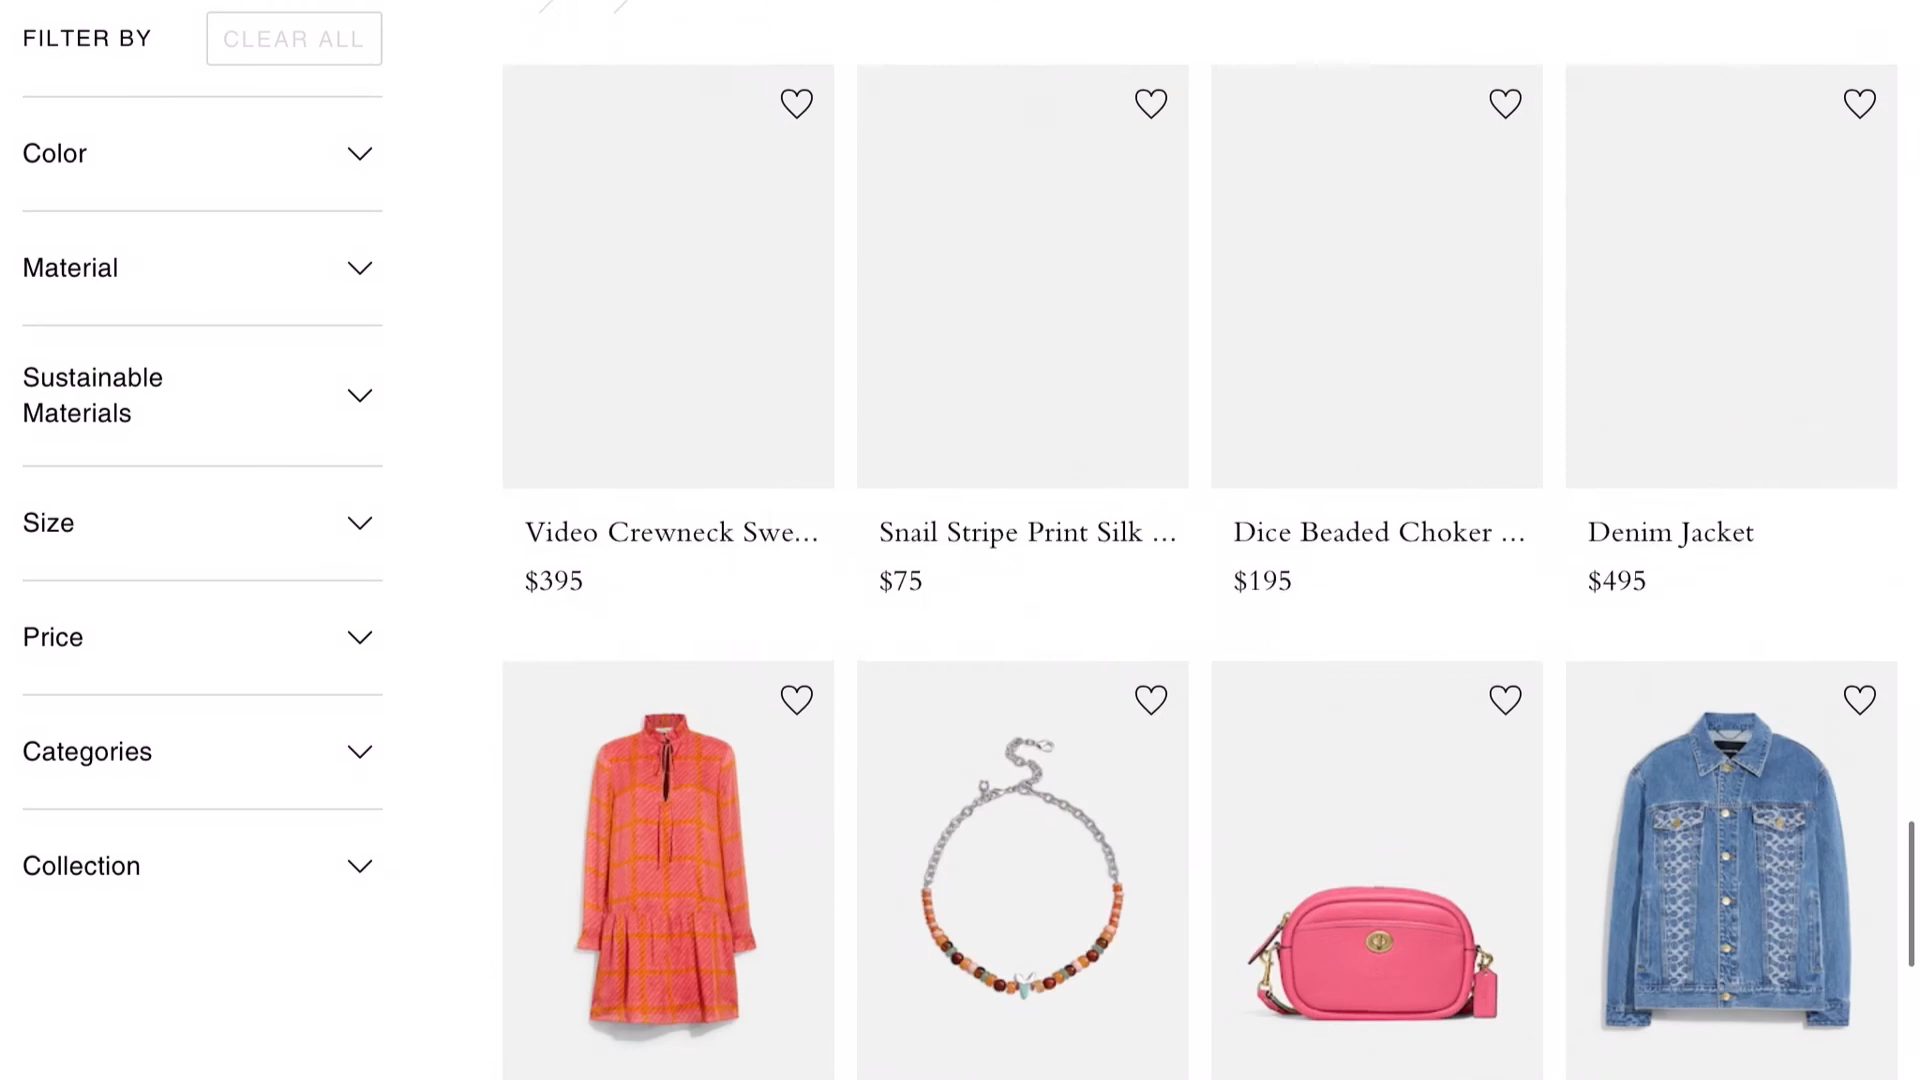 FILTER BY
CLEAR ALL
Color
Material
Sustainable
Materials
Size
Price
Categories
Collection
Video Crewneck Swe...
$395
Snail Stripe Print Silk ...
$75
Dice Beaded Choker ...
$195
Denim Jacket
$495